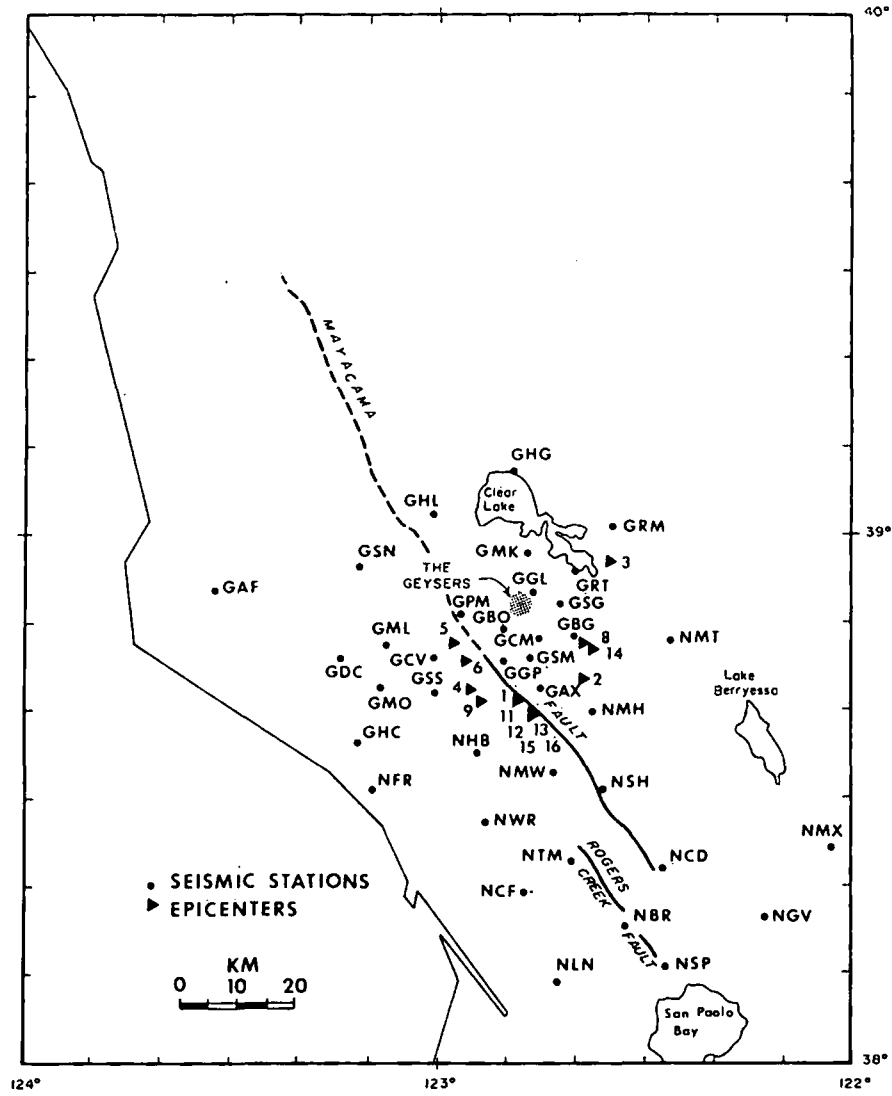 40°
MAYACAMA
GHG
Clear
Lake
GHL
GRM
GMK
3
GSN
THE
GEYSERS
GGL
GRT
GAF
GSG
GPM
GBO
GBG
5
GCM
8
NMT
GML
14
GCV
6
GSM
GDC
GSS
GGP
2
Lake
Berryessa
GMO
4
1
GAX
9
11
FAULT
NMH
GHC
12
13
NHB
15 16
NMW
NFR
NSH
NWR
NMX
NTM
ROGERS
CREEK
FAULT
NCD
SEISMIC STATIONS
EPICENTERS
NCF
NBR
NGV
KM
0 10 20
NLN
NSP
San Paolo
Bay
39°
38°
124°
123°
122°